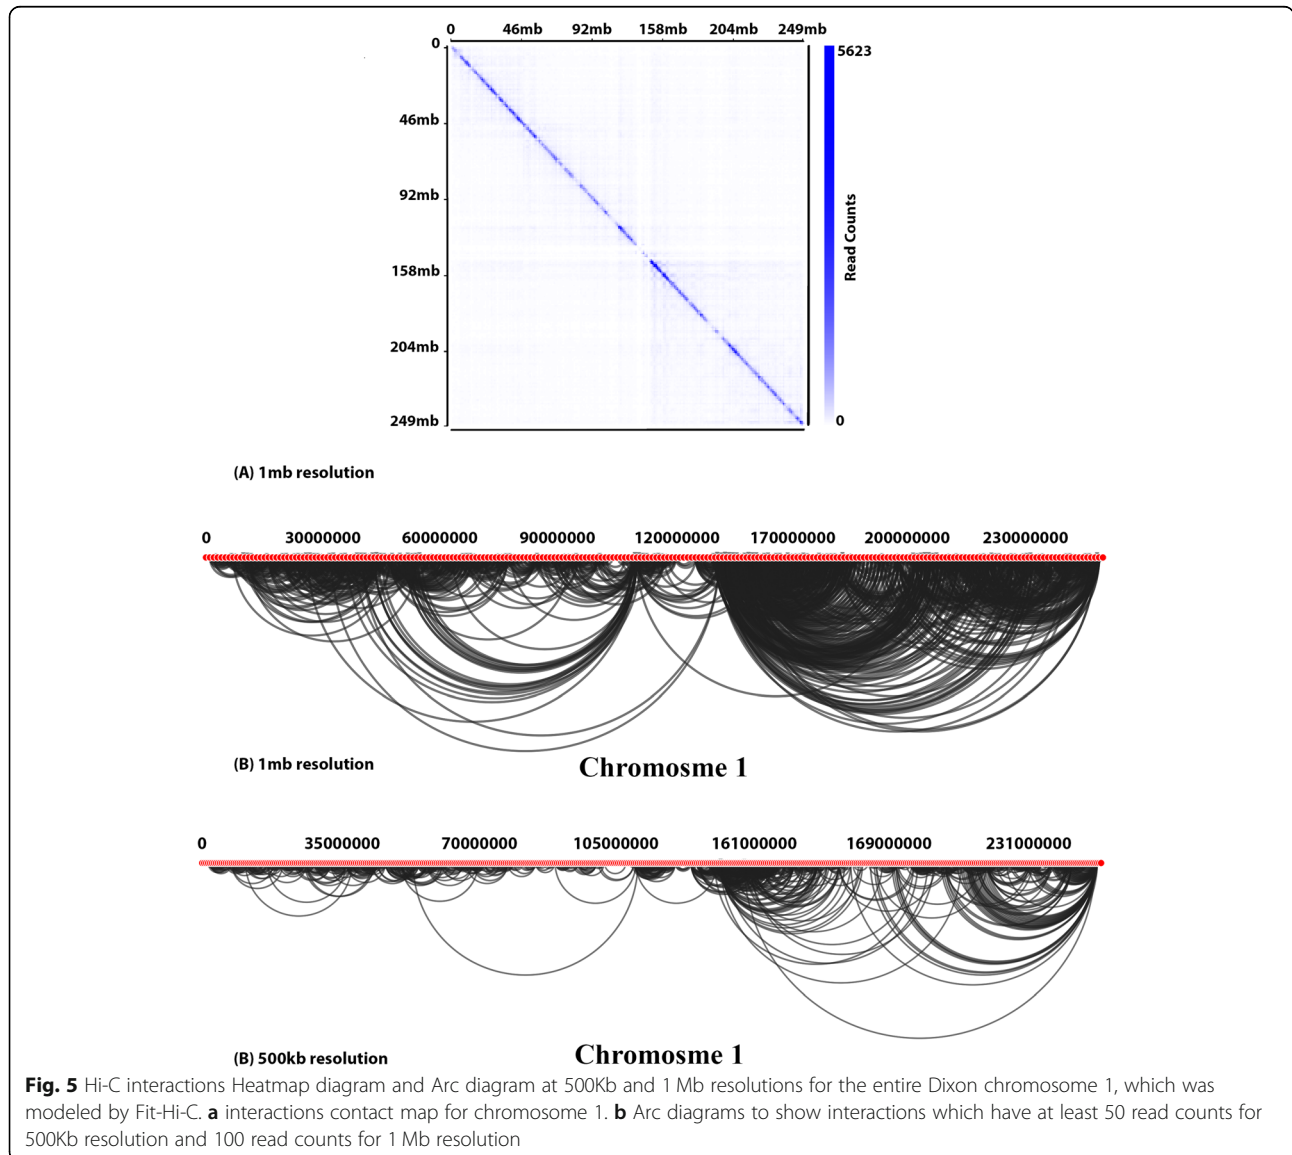 0 46mb 92mb 158mb 204mb 249mb
0
46mb
92mb
158mb
204mb
249mb
5623
Read Counts
0
(A) 1mb resolution
0 30000000 60000000 90000000 120000000 170000000 200000000 230000000
(B) 1mb resolution
Chromosme 1
0 35000000 70000000 105000000 161000000 169000000 231000000
(B) 500kb resolution
Chromosme 1
Fig. 5 Hi-C interactions Heatmap diagram and Arc diagram at 500Kb and 1 Mb resolutions for the entire Dixon chromosome 1, which was
modeled by Fit-Hi-C. a interactions contact map for chromosome 1. b Arc diagrams to show interactions which have at least 50 read counts for
500Kb resolution and 100 read counts for 1 Mb resolution